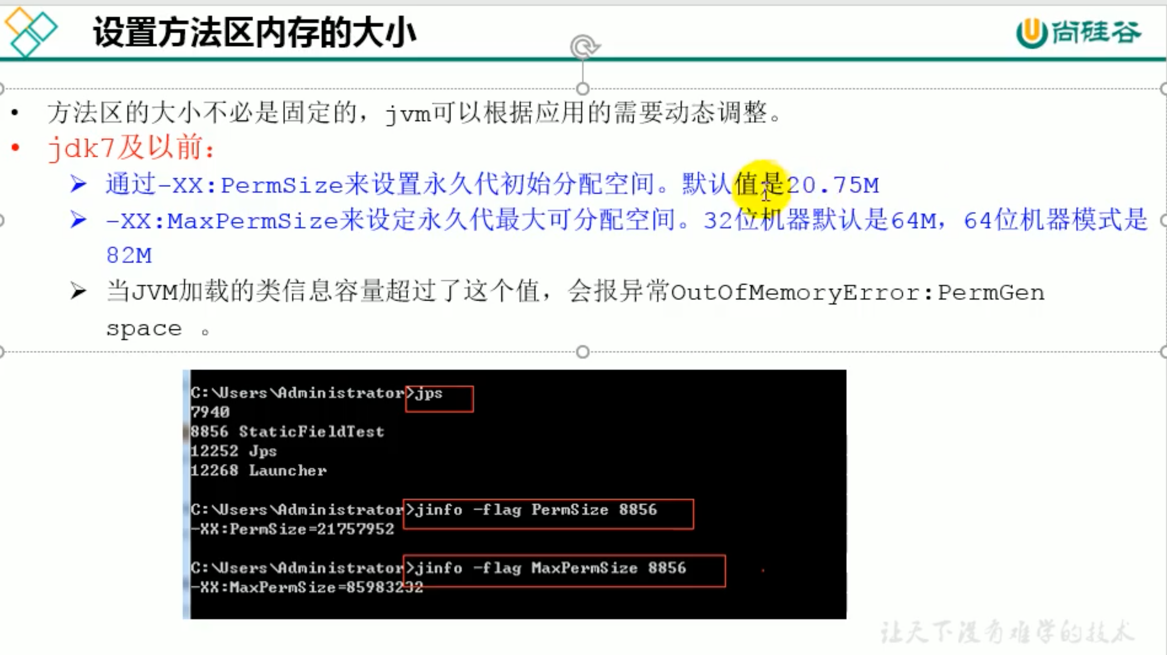 设置方法区内存的大小
尚硅谷
• 方法区的大小不必是固定的，jvm可以根据应用的需要动态调整。
• jdk7及以前：
➢ 通过-XX:PermSize来设置永久代初始分配空间。默认值是20.75M
➢ -XX:MaxPermSize来设定永久代最大可分配空间。32位机器默认是64M，64位机器模式是
82M
➢ 当JVM加载的类信息容量超过了这个值，会报异常OutOfMemoryError:PermGen
space 。
C:\Users\Administrator>jps
7940
8856 StaticFieldTest
12252 Jps
12268 Launcher
C:\Users\Administrator>jinfo -flag PermSize 8856
-XX:PermSize=21757952
C:\Users\Administrator>jinfo -flag MaxPermSize 8856
-XX:MaxPermSize=85983232
让天下没有难学的技术